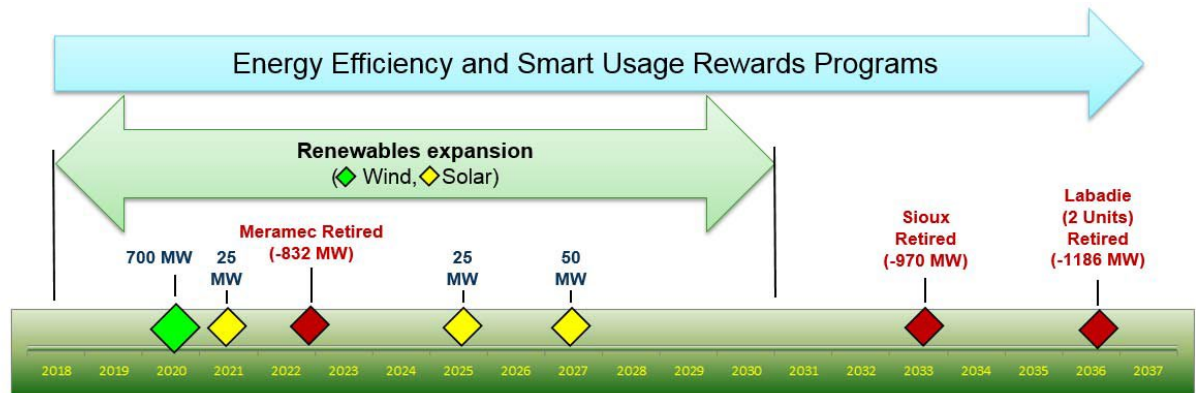 Energy Efficiency and Smart Usage Rewards Programs
Renewables expansion
( Wind, Solar)
700 MW
25
MW
Meramec Retired
(-832 MW)
25
MW
50
MW
Sioux
Retired
(-970 MW)
Labadie
(2 Units)
Retired
(-1186 MW)
2018 2019 2020 2021 2022 2023 2024 2025 2026 2027 2028 2029 2030 2031 2032 2033 2034 2035 2036 2037